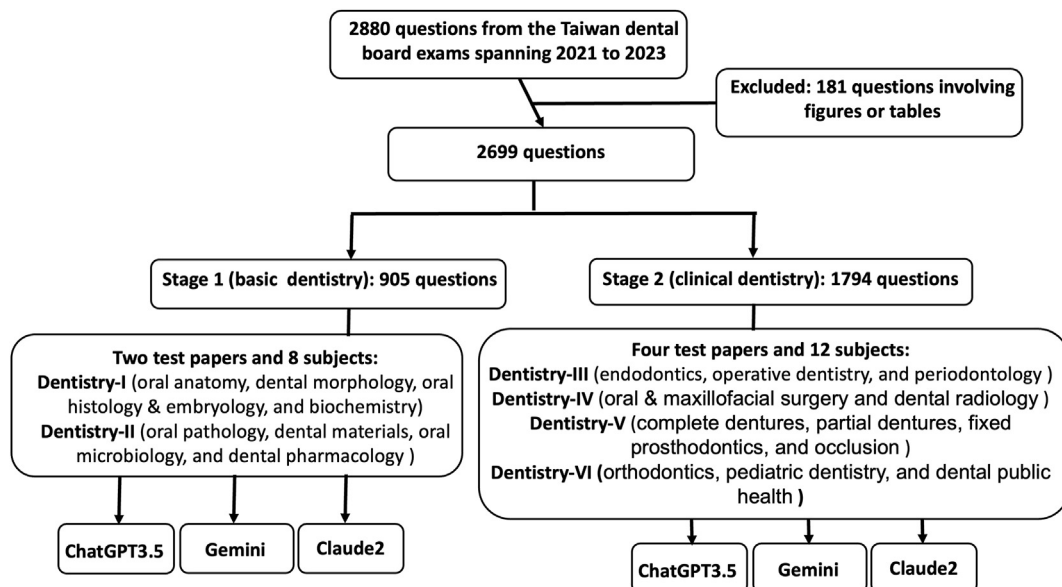 2880 questions from the Taiwan dental
board exams spanning 2021 to 2023
Excluded: 181 questions involving
figures or tables
2699 questions
Stage 1 (basic dentistry): 905 questions
Stage 2 (clinical dentistry): 1794 questions
Two test papers and 8 subjects:
Dentistry-I (oral anatomy, dental morphology, oral
histology & embryology, and biochemistry)
Dentistry-II (oral pathology, dental materials, oral
microbiology, and dental pharmacology )
Four test papers and 12 subjects:
Dentistry-III (endodontics, operative dentistry, and periodontology )
Dentistry-IV (oral & maxillofacial surgery and dental radiology )
Dentistry-V (complete dentures, partial dentures, fixed
prosthodontics, and occlusion )
Dentistry-VI (orthodontics, pediatric dentistry, and dental public
health )
ChatGPT3.5
Gemini
Claude2
ChatGPT3.5
Gemini
Claude2